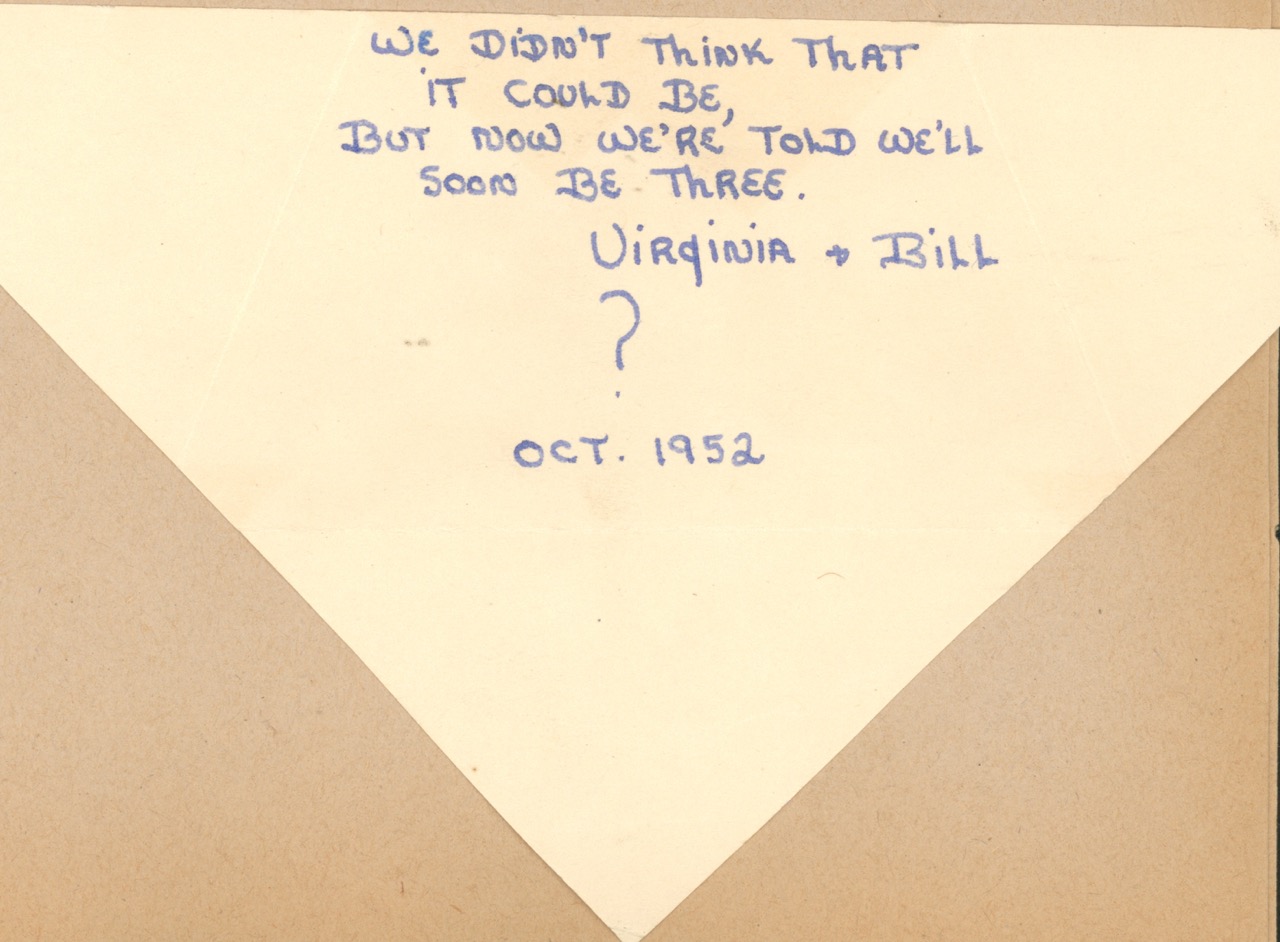 WE DIDN'T THINK THAT
IT COULD BE,
BUT NOW WE'RE TOLD WE'LL
SOON BE THREE.
VIRGINIA + BILL
?
OCT. 1952